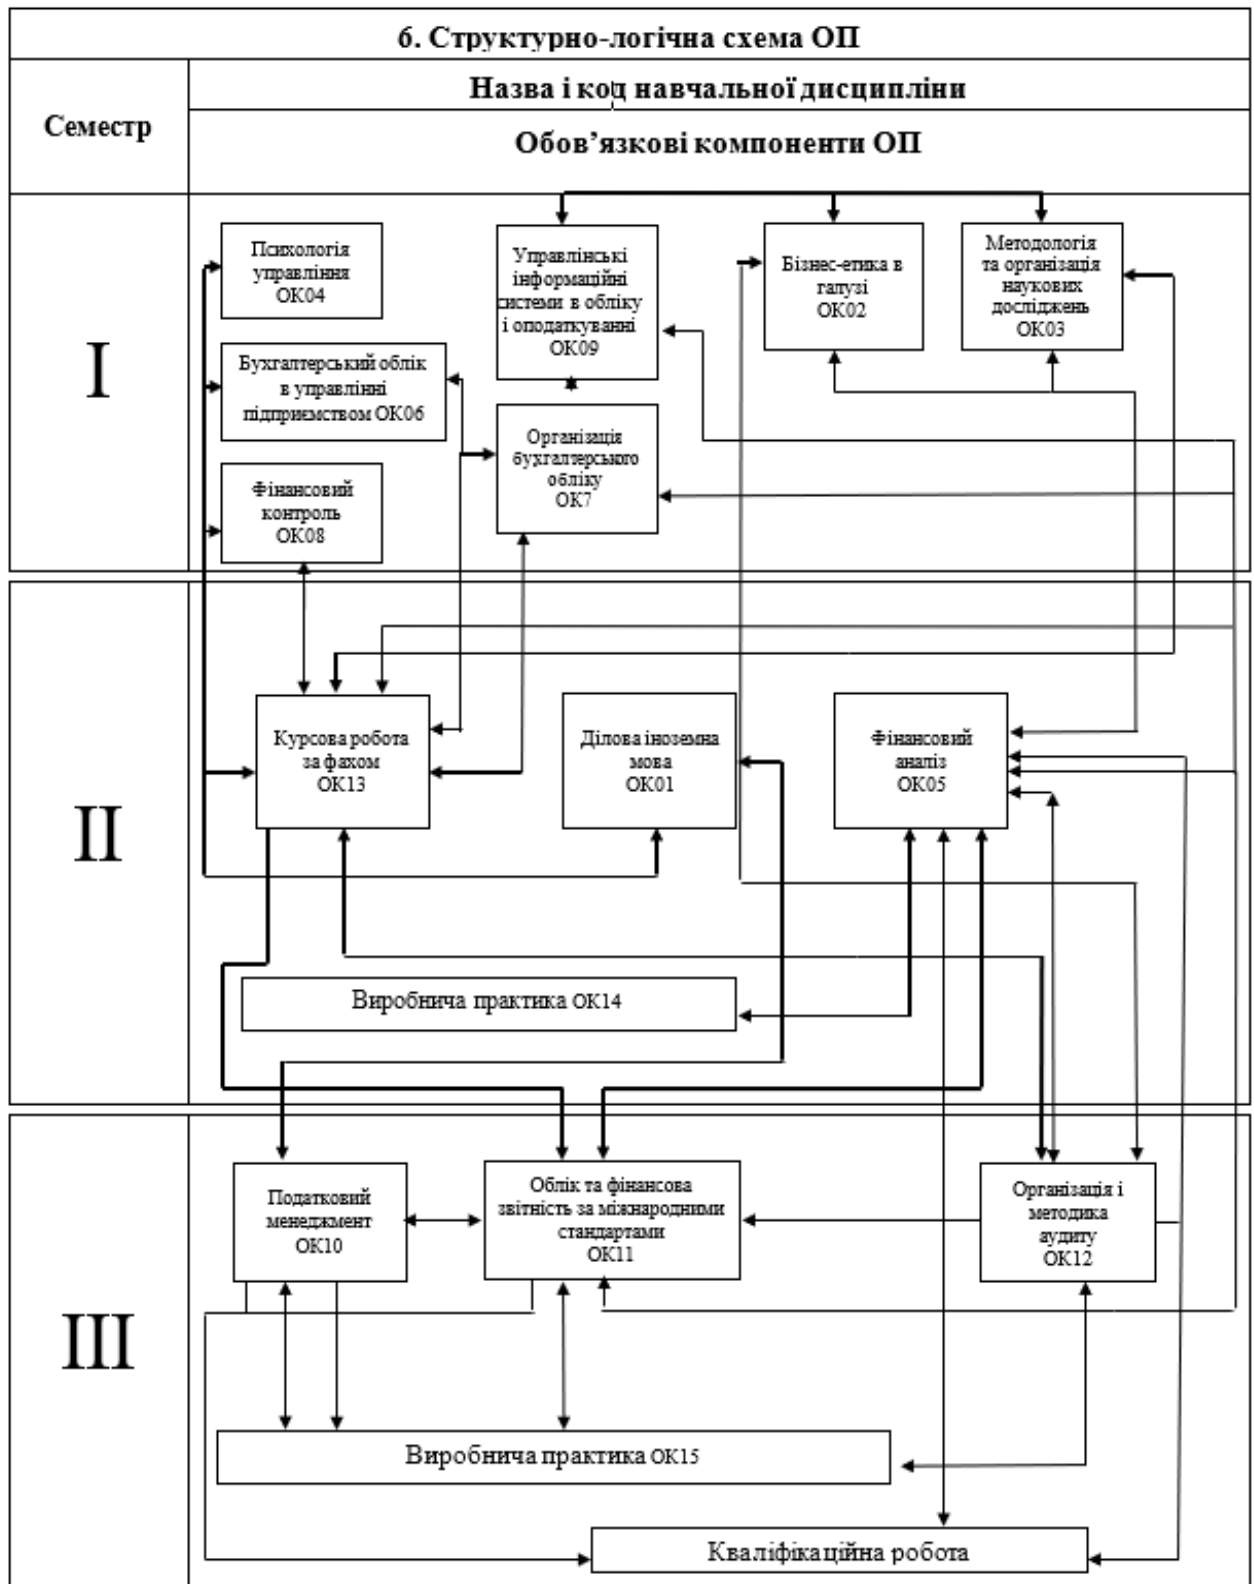 6. Структурно-логічна схема ОП
Семестр
Назва і код навчальної дисципліни
Обов’язкові компоненти ОП
I
Психологія
управління
ОК04
Управлінські
інформаційні
системи в обліку
і оподаткуванні
ОК09
Бізнес-етика в
галузі
ОК02
Методологія
та організація
наукових
досліджень
ОК03
Бухгалтерський облік
в управлінні
підприємством ОК06
Організація
бухгалтерського
обліку
ОК7
Фінансовий
контроль
ОК08
II
Курсова робота
за фахом
ОК13
Ділова іноземна
мова
ОК01
Фінансовий
аналіз
ОК05
Виробнича практика ОК14
III
Податковий
менеджмент
ОК10
Облік та фінансова
звітність за міжнародними
стандартами
ОК11
Організація і
методика
аудиту
ОК12
Виробнича практика ОК15
Кваліфікаційна робота